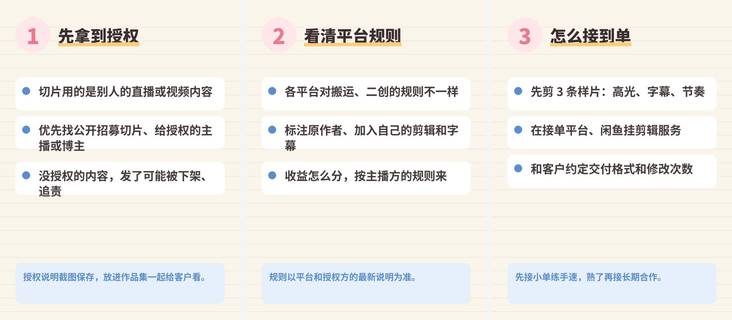 1 先拿到授权
切片用的是别人的直播或视频内容
优先找公开招募切片、给授权的主
播或博主
没授权的内容，发了可能被下架、
追责
授权说明截图保存，放进作品集一起给客户看。
2 看清平台规则
各平台对搬运、二创的规则不一样
标注原作者、加入自己的剪辑和字
幕
收益怎么分，按主播方的规则来
规则以平台和授权方的最新说明为准。
3 怎么接到单
先剪 3 条样片：高光、字幕、节奏
在接单平台、闲鱼挂剪辑服务
和客户约定交付格式和修改次数
先接小单练手速，熟了再接长期合作。